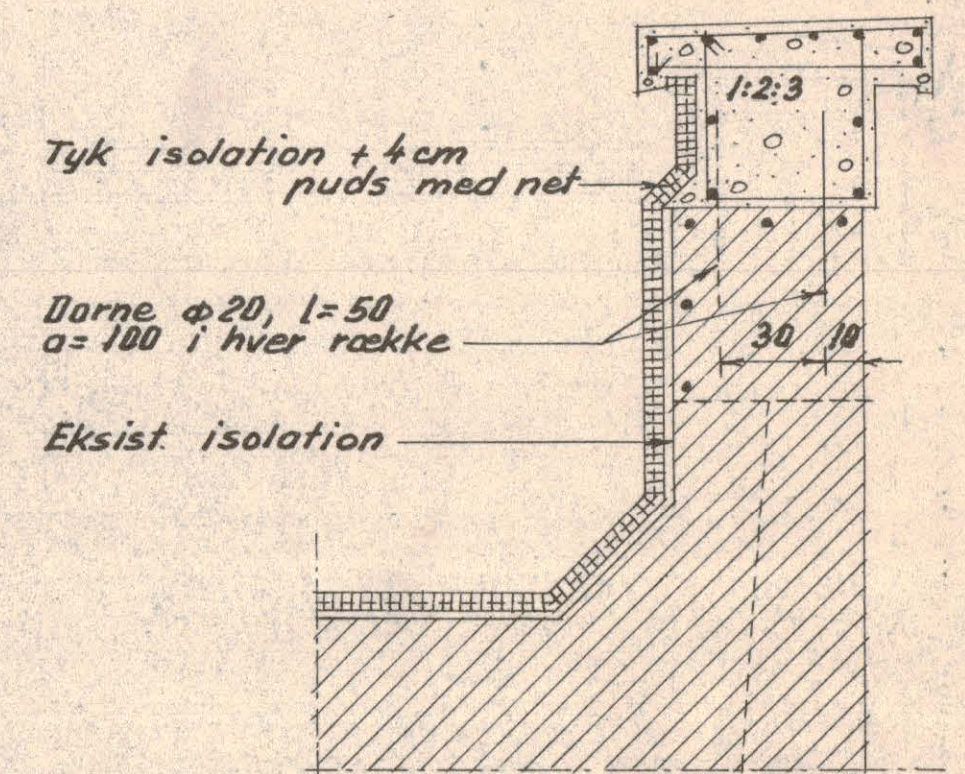 1:2:3
Tyk isolation + 4 cm
puds med net
Dorne φ20, l=50
a=100 i hver række
30 10
Eksist. isolation